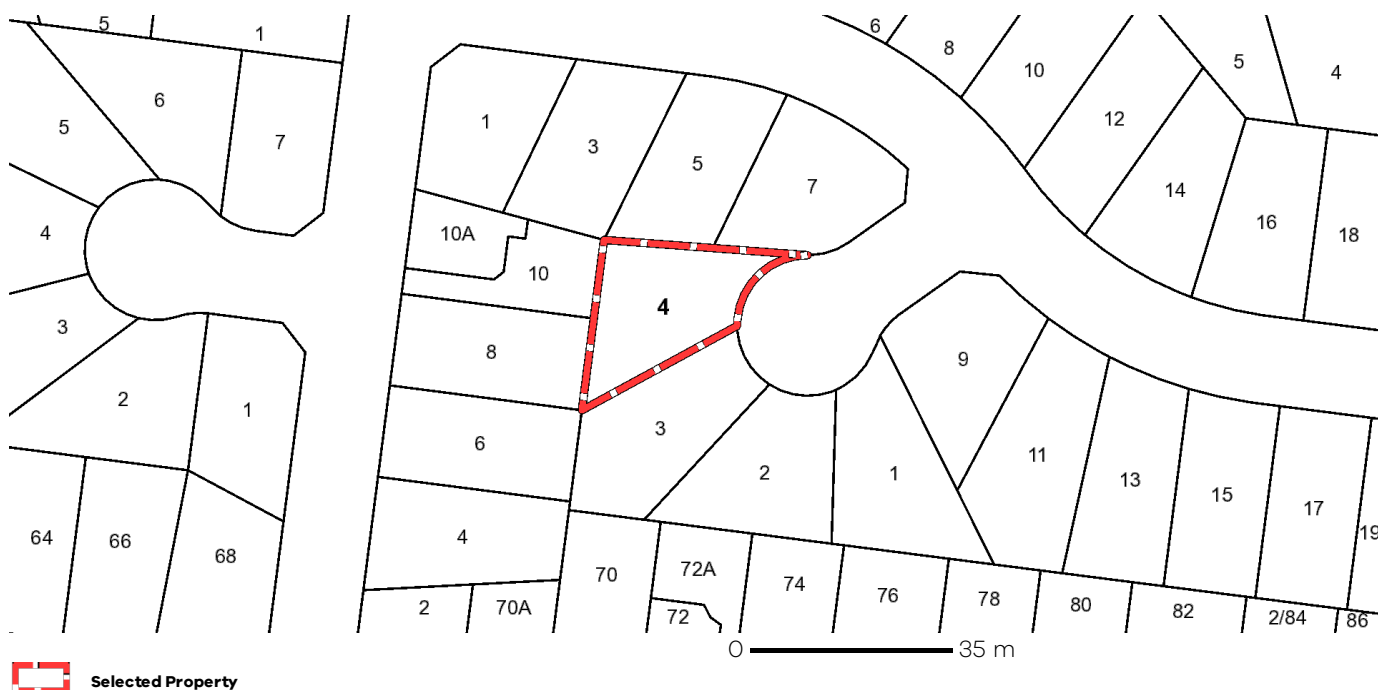 5 1 6 8 10 5 4
6 7 5 1 3 5 7 12 14 16 18
4 10A 10 4
3 8 9
2 1 6 3 2 1 11 13 15 17 19
64 66 68 4 70 72A 74 76 78 80 82 2/84 86
2 70A 72
0 35 m
Selected Property